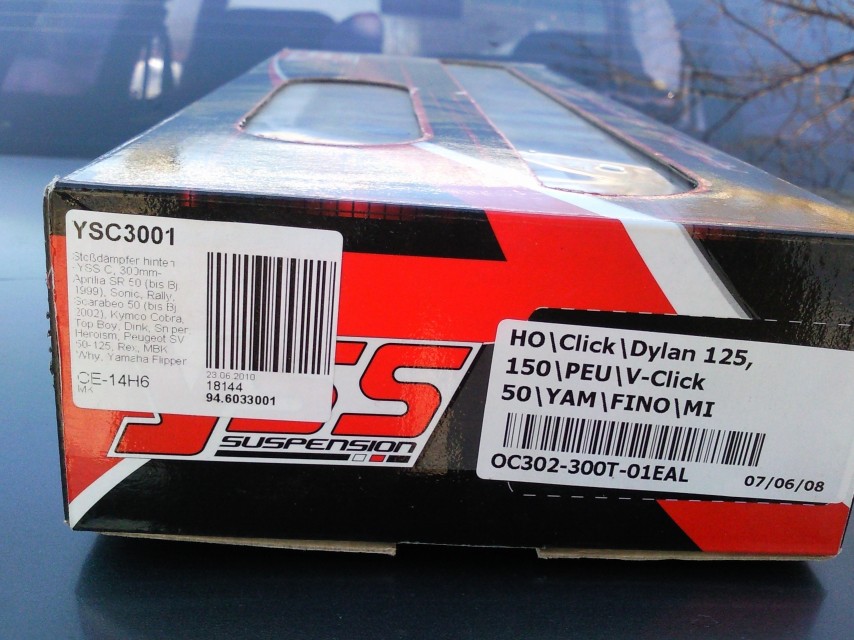 YSC3001
Stoßdämpfer hinten
-YSS C, 300mm-
Aprilia SR 50 (bis Bj
1999), Sonic, Rally,
Scarabeo 50 (bis Bj
2002), Kymco Cobra,
Top Boy, Dink, Sniper
Heroism, Peugeot SV
50-125, Rex, MBK
'Why, Yamaha Flipper
CE-14H6
MK
23.06.2010
18144
94.6033001
YSS
SUSPENSION
HO\Click\Dylan 125,
150\PEU\V-Click
50\YAM\FINO\MI
OC302-300T-01EAL
07/06/08